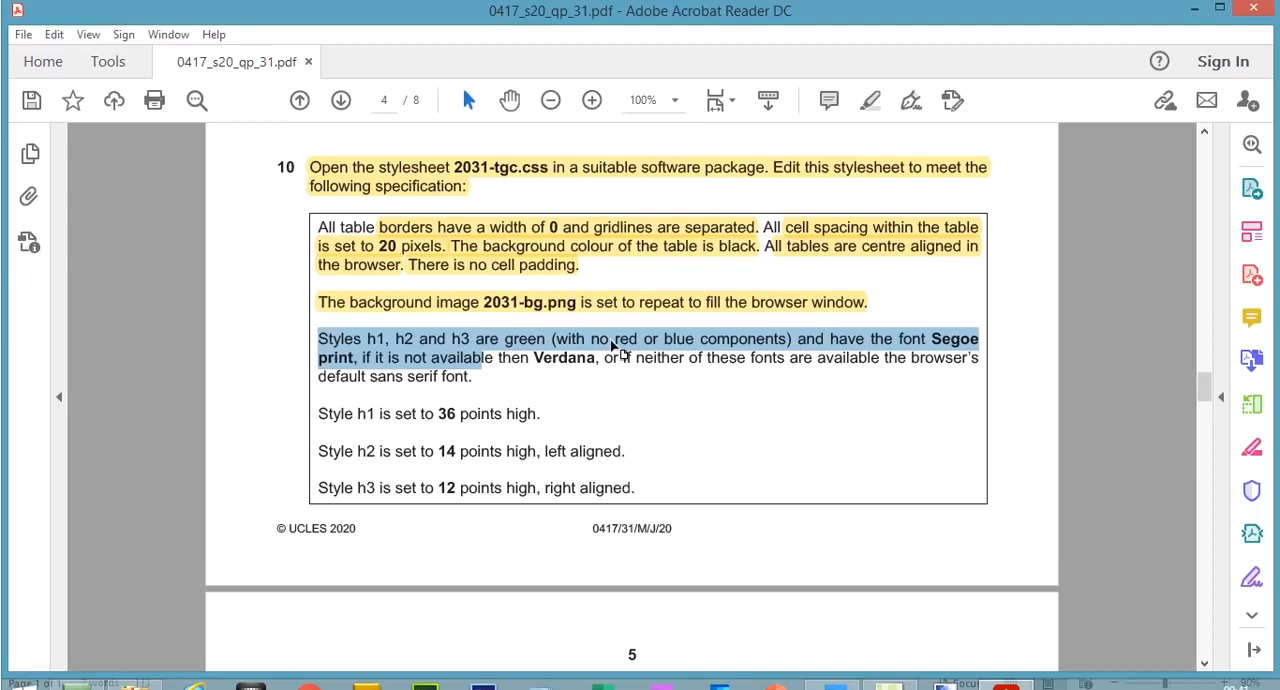 0417_s20_qp_31.pdf - Adobe Acrobat Reader DC
File Edit View Sign Window Help
Home Tools 0417_s20_qp_31.pdf × Sign In
4 / 8 100%
10 Open the stylesheet 2031-tgc.css in a suitable software package. Edit this stylesheet to meet the
following specification:
All table borders have a width of 0 and gridlines are separated. All cell spacing within the table
is set to 20 pixels. The background colour of the table is black. All tables are centre aligned in
the browser. There is no cell padding.
The background image 2031-bg.png is set to repeat to fill the browser window.
Styles h1, h2 and h3 are green (with no red or blue components) and have the font Segoe
print, if it is not available then Verdana, or if neither of these fonts are available the browser's
default sans serif font.
Style h1 is set to 36 points high.
Style h2 is set to 14 points high, left aligned.
Style h3 is set to 12 points high, right aligned.
© UCLES 2020 0417/31/M/J/20
5